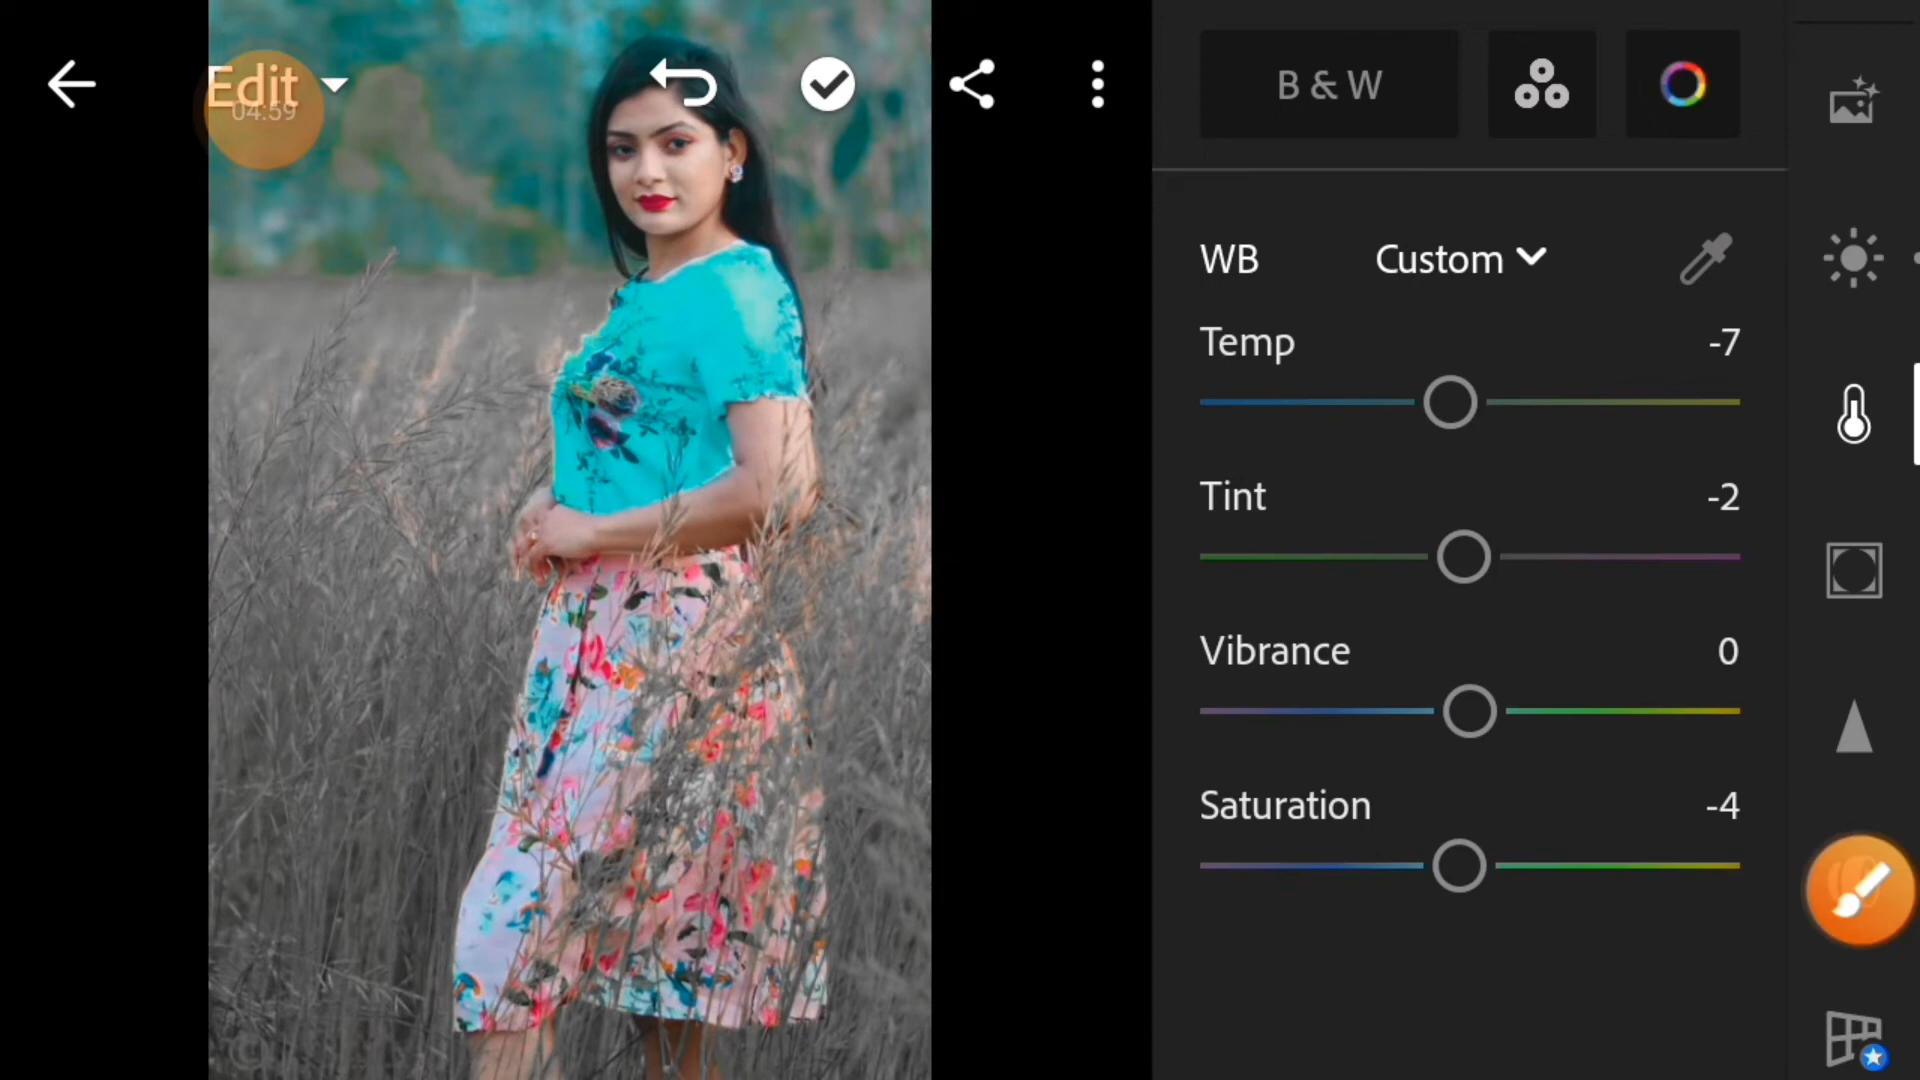 Edit
04:59
B & W
WB Custom
Temp -7
Tint -2
Vibrance 0
Saturation -4